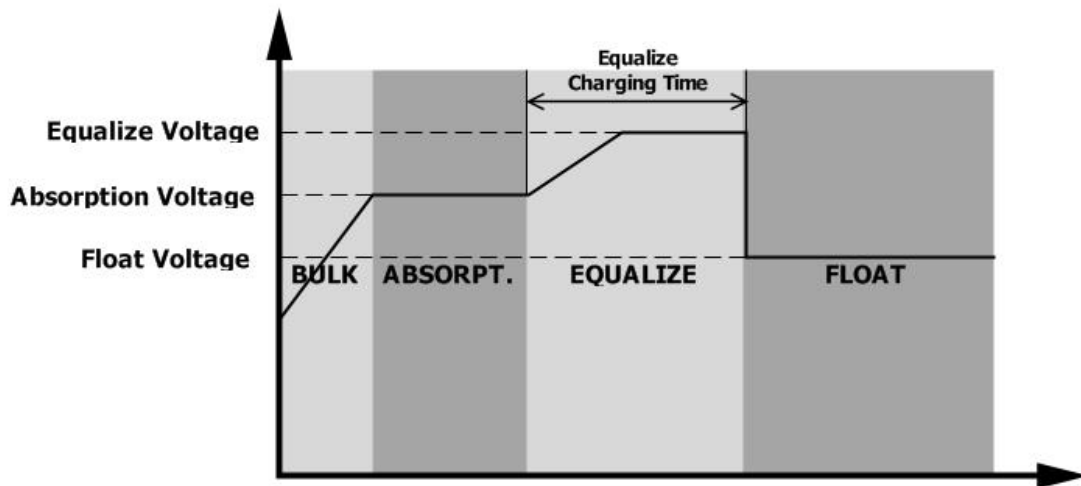 Equalize
Charging Time
Equalize Voltage
Absorption Voltage
Float Voltage
BULK
ABSORPT.
EQUALIZE
FLOAT